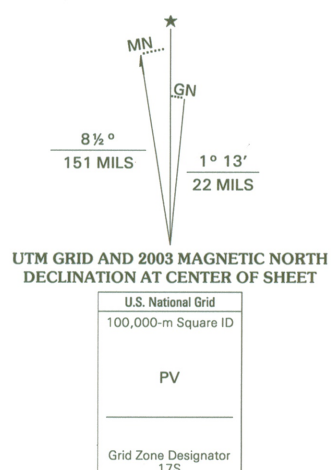 ★
MN
GN
8½°
151 MILS
1° 13′
22 MILS
UTM GRID AND 2003 MAGNETIC NORTH
DECLINATION AT CENTER OF SHEET
U.S. National Grid
100,000-m Square ID
PV
Grid Zone Designator
17S